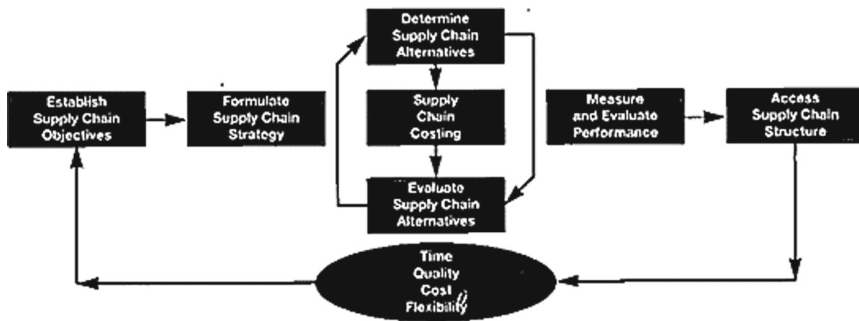 Establish
Supply Chain
Objectives
Formulate
Supply Chain
Strategy
Determine
Supply Chain
Alternatives
Supply
Chain
Costing
Evaluate
Supply Chain
Alternatives
Measure
and Evaluate
Performance
Access
Supply Chain
Structure
Time
Quality
Cost
Flexibility